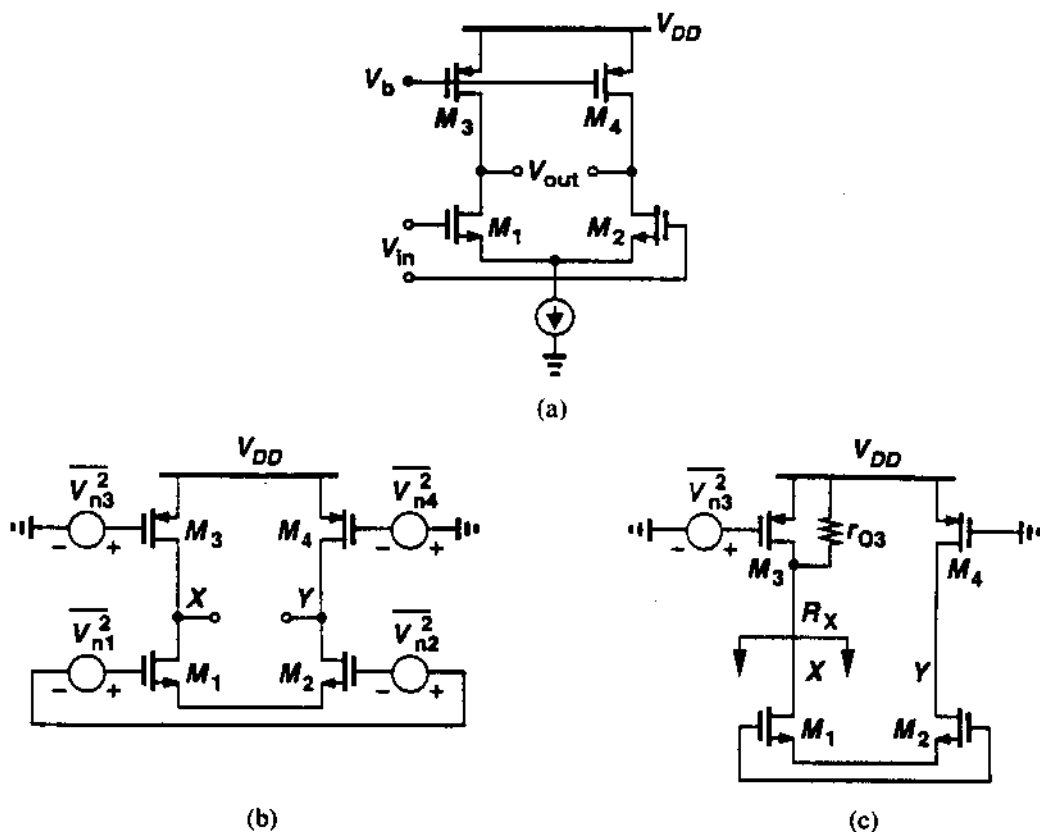 V_DD
V_b
M_3
M_4
V_out
M_1
M_2
V_in
(a)
V_DD
V_n3^2
V_n4^2
- +
M_3
M_4
- +
X
Y
V_n1^2
V_n2^2
- +
M_1
M_2
- +
(b)
V_DD
V_n3^2
- +
r_O3
M_3
M_4
R_X
X
Y
M_1
M_2
(c)